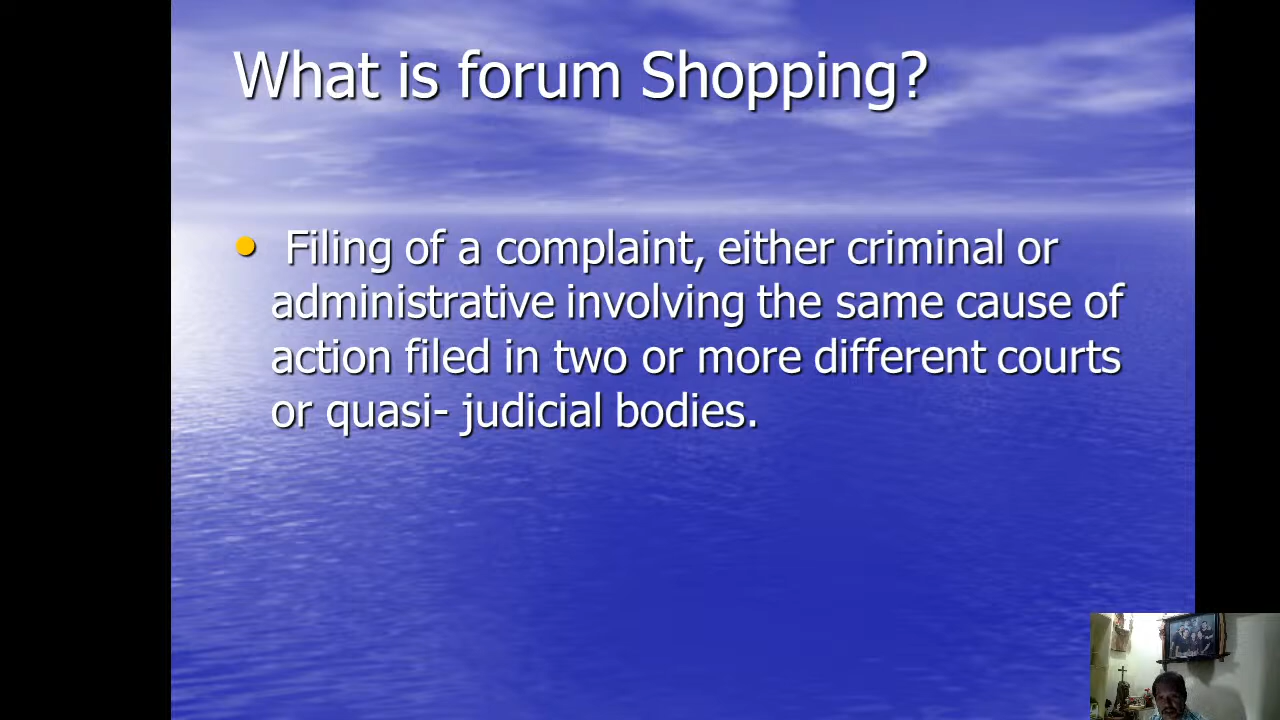 What is forum Shopping?
• Filing of a complaint, either criminal or
administrative involving the same cause of
action filed in two or more different courts
or quasi- judicial bodies.